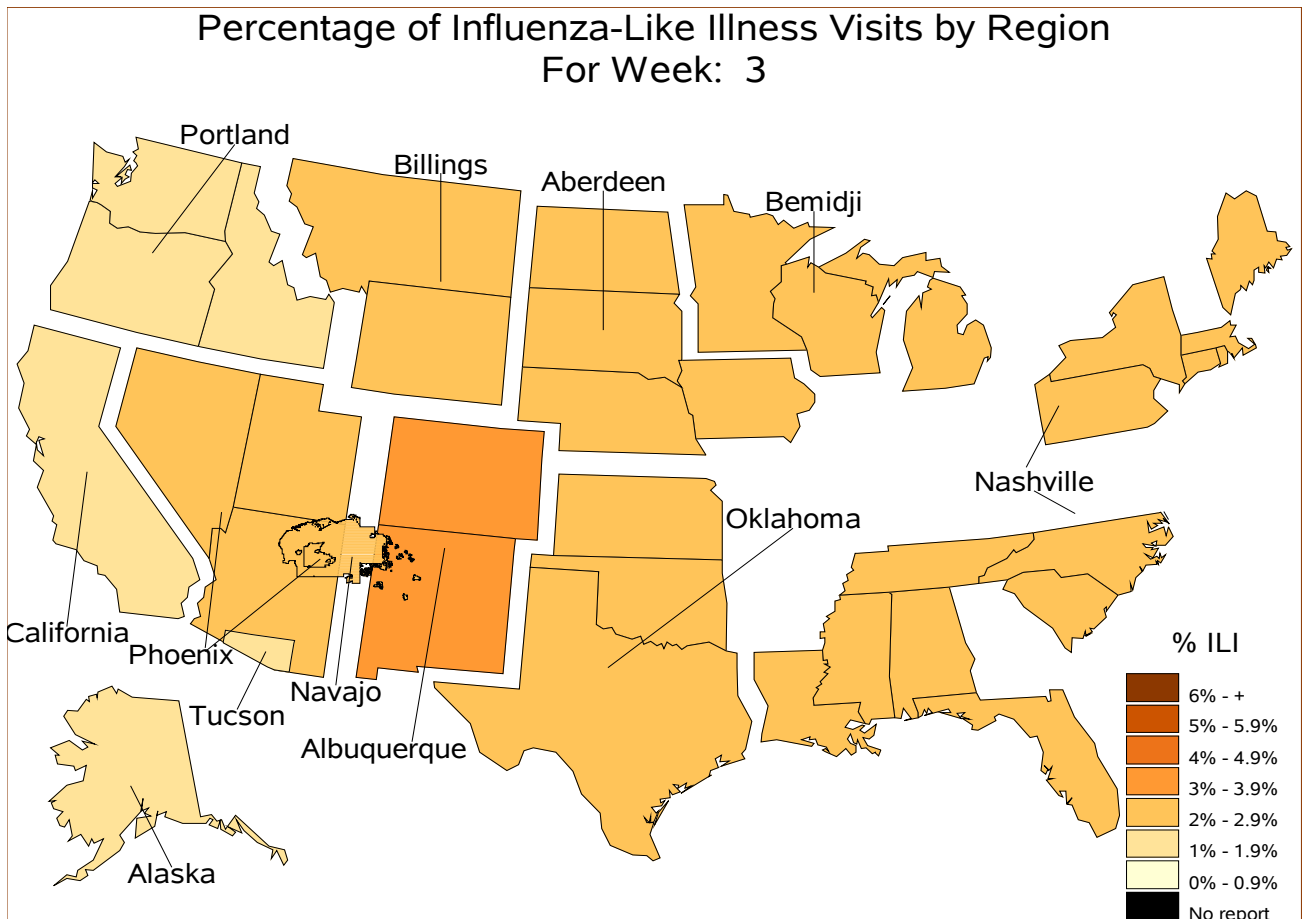 Percentage of Influenza-Like Illness Visits by Region
For Week:  3
Portland
Billings
Aberdeen
Bemidji
Nashville
Oklahoma
California
Phoenix
Navajo
Tucson
Albuquerque
Alaska
% ILI
6% - +
5% - 5.9%
4% - 4.9%
3% - 3.9%
2% - 2.9%
1% - 1.9%
0% - 0.9%
No report